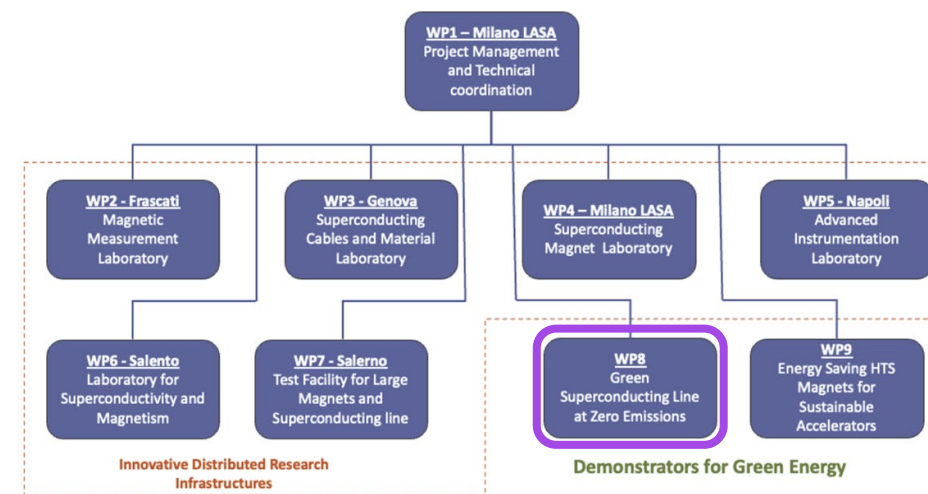 WP1 – Milano LASA
Project Management
and Technical
coordination
WP2 - Frascati
Magnetic
Measurement
Laboratory
WP3 - Genova
Superconducting
Cables and Material
Laboratory
WP4 – Milano LASA
Superconducting
Magnet Laboratory
WP5 - Napoli
Advanced
Instrumentation
Laboratory
WP6 - Salento
Laboratory for
Superconductivity and
Magnetism
WP7 - Salerno
Test Facility for Large
Magnets and
Superconducting line
WP8
Green
Superconducting Line
at Zero Emissions
WP9
Energy Saving HTS
Magnets for
Sustainable
Accelerators
Innovative Distributed Research
Infrastructures
Demonstrators for Green Energy